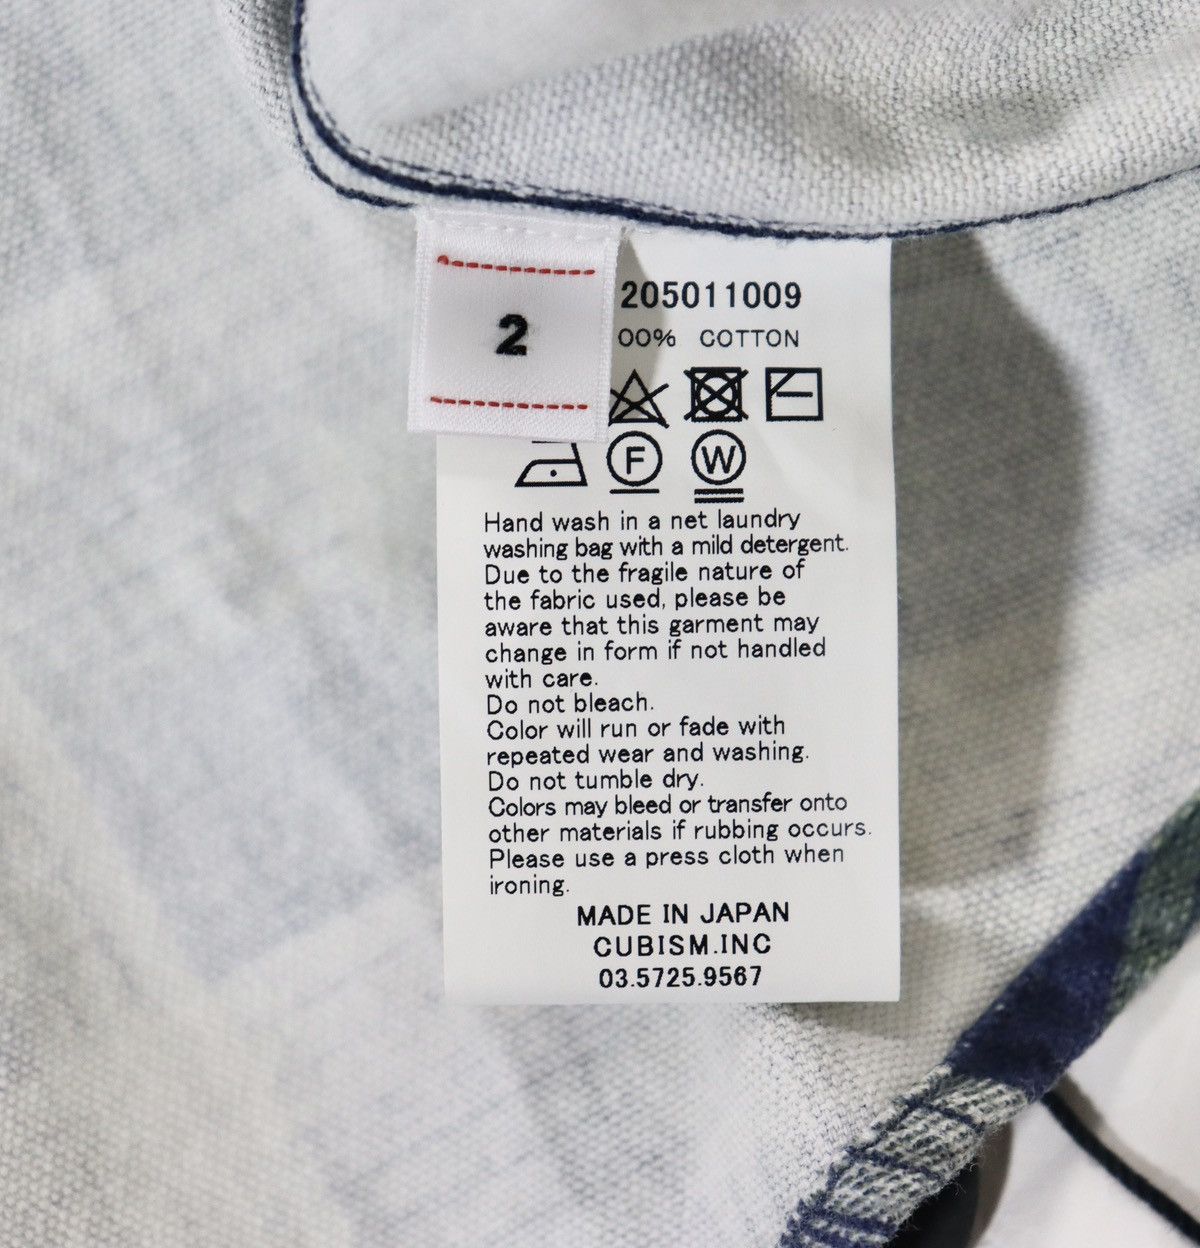 2
205011009
00% COTTON
F W
Hand wash in a net laundry
washing bag with a mild detergent.
Due to the fragile nature of
the fabric used, please be
aware that this garment may
change in form if not handled
with care.
Do not bleach.
Color will run or fade with
repeated wear and washing.
Do not tumble dry.
Colors may bleed or transfer onto
other materials if rubbing occurs.
Please use a press cloth when
ironing.
MADE IN JAPAN
CUBISM.INC
03.5725.9567